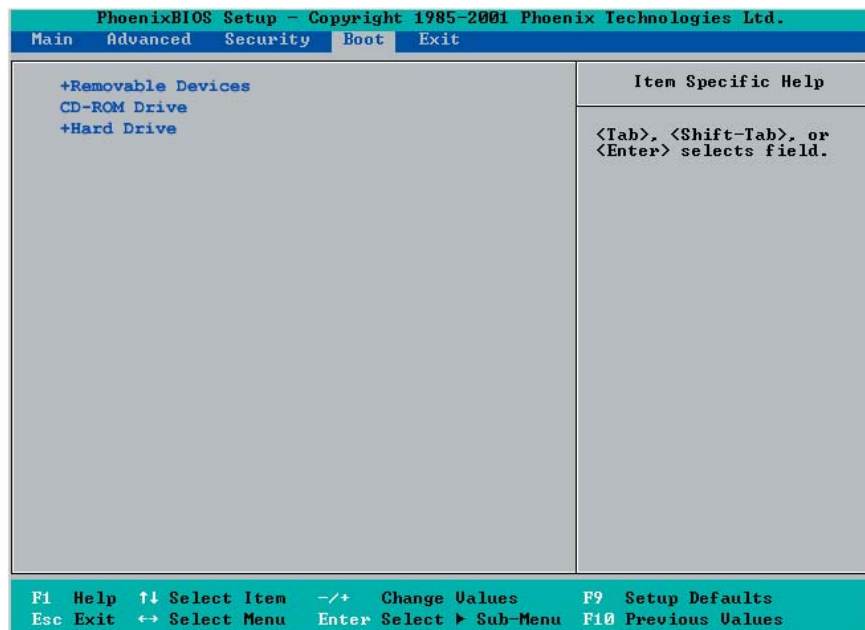 PhoenixBIOS Setup - Copyright 1985-2001 Phoenix Technologies Ltd.
Main Advanced Security Boot Exit
+Removable Devices
CD-ROM Drive
+Hard Drive
Item Specific Help
<Tab>, <Shift-Tab>, or
<Enter> selects field.
F1 Help ↑↓ Select Item -/+ Change Values F9 Setup Defaults
Esc Exit ↔ Select Menu Enter Select ▶ Sub-Menu F10 Previous Values